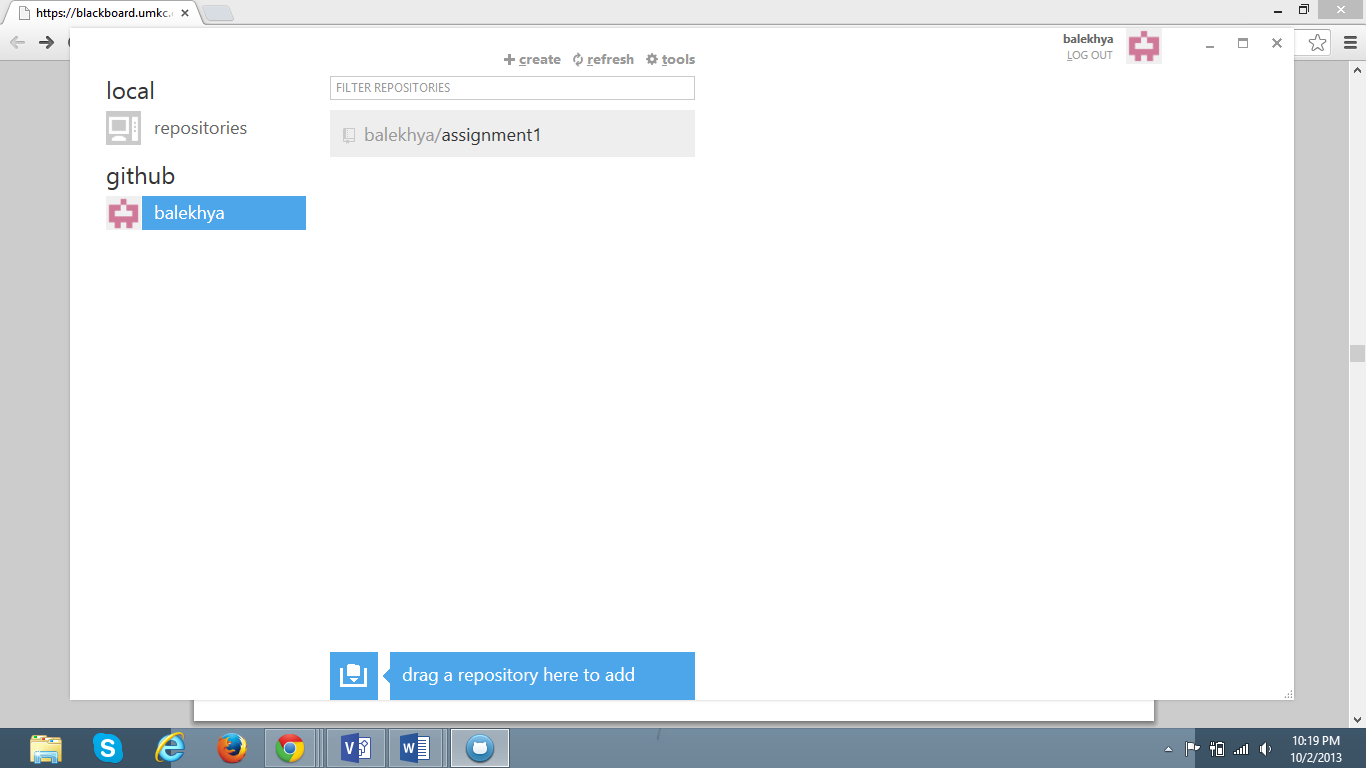 https://blackboard.umkc.
balekhya
LOG OUT
create refresh tools
FILTER REPOSITORIES
local
repositories
balekhya/assignment1
github
balekhya
drag a repository here to add
10:19 PM
10/2/2013